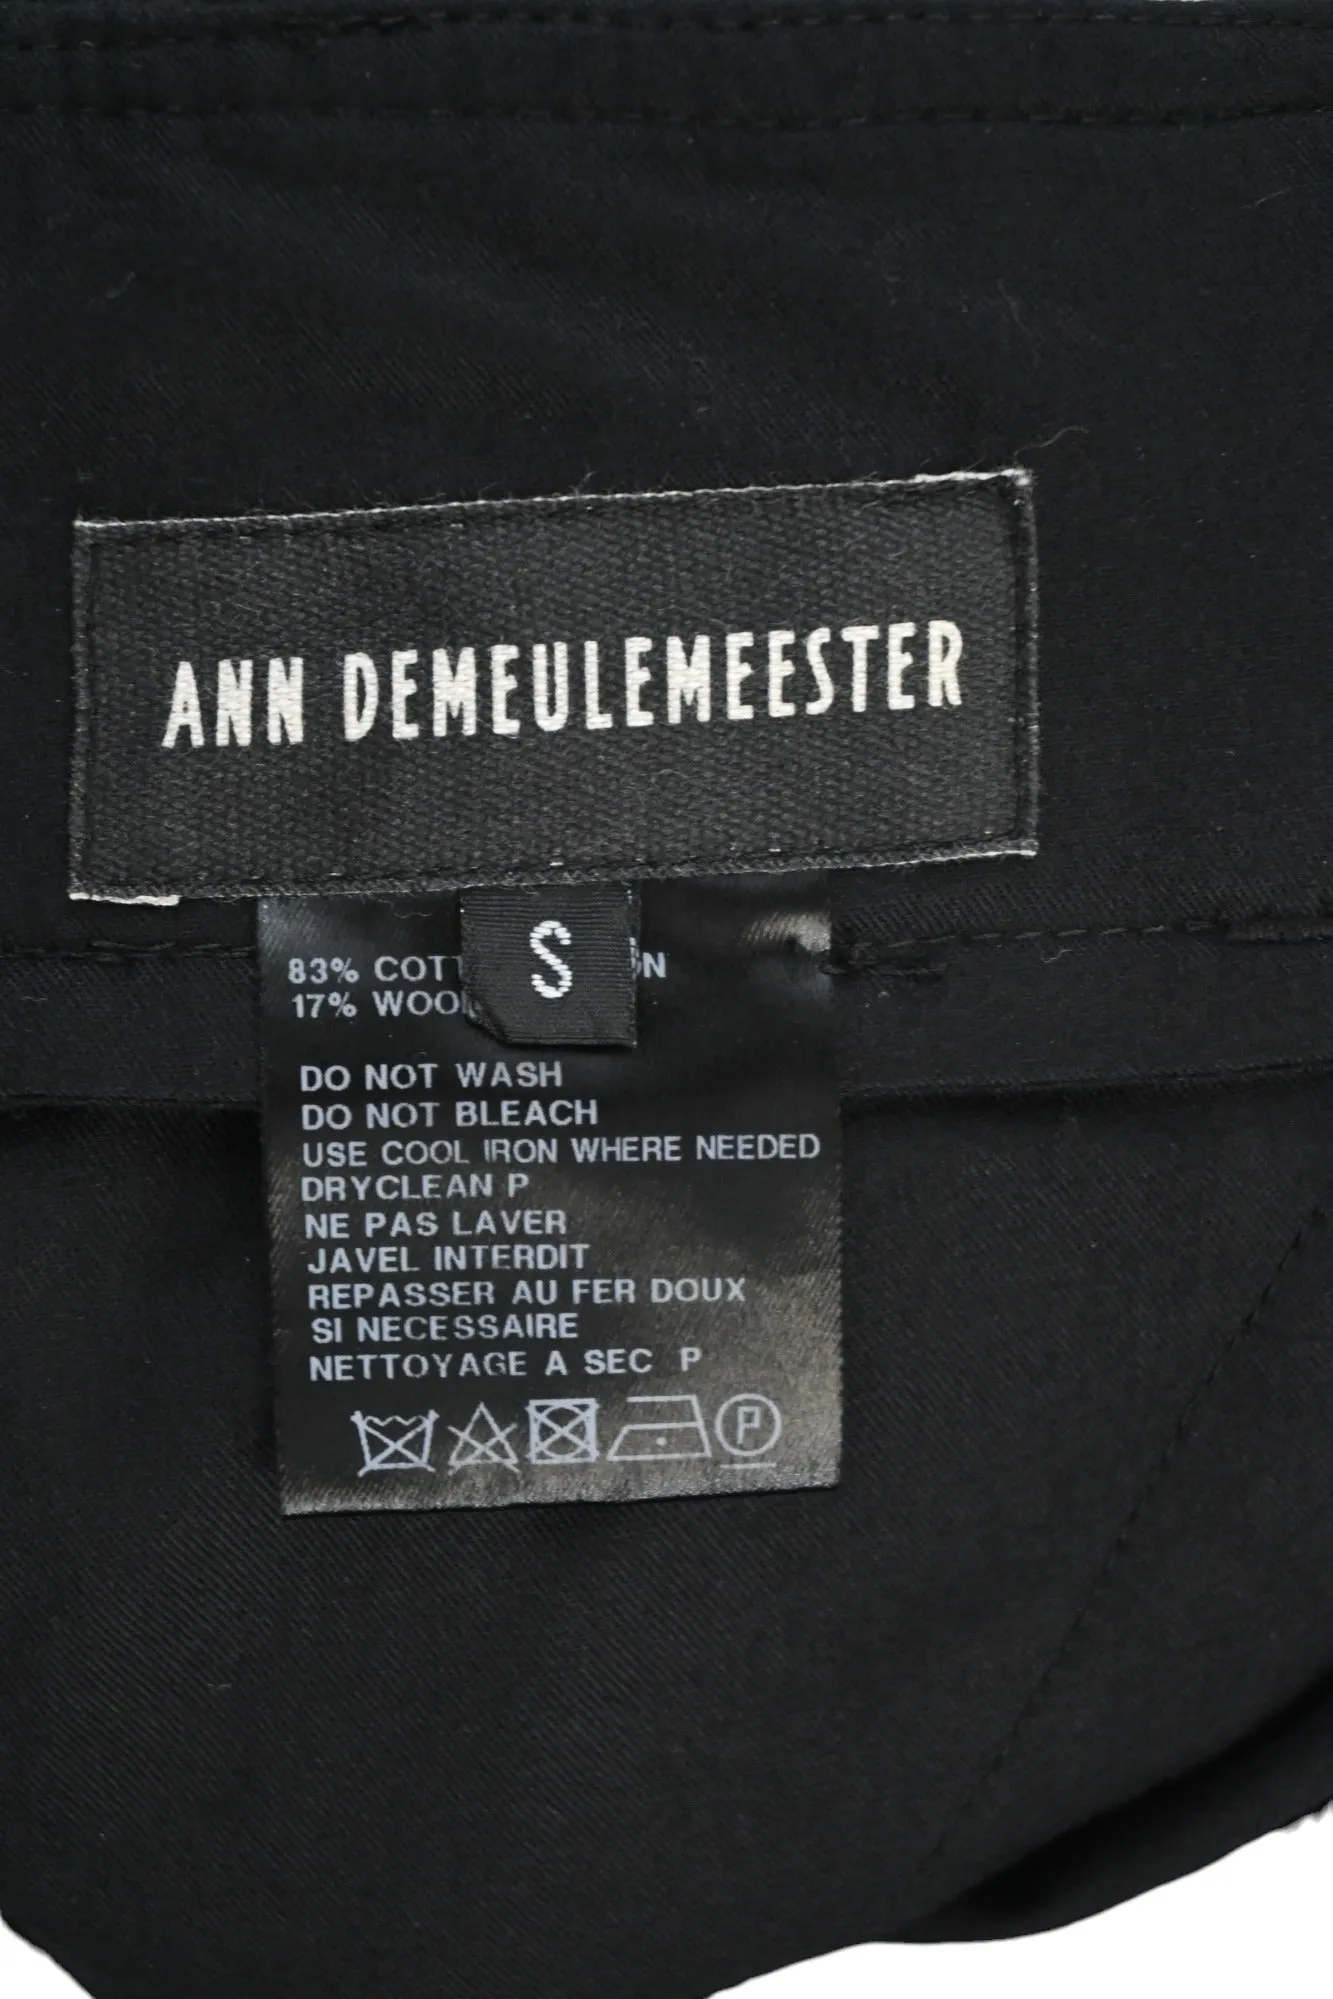 ANN DEMEULEMEESTER
S
83% COT N
17% WOO
DO NOT WASH
DO NOT BLEACH
USE COOL IRON WHERE NEEDED
DRYCLEAN P
NE PAS LAVER
JAVEL INTERDIT
REPASSER AU FER DOUX
SI NECESSAIRE
NETTOYAGE A SEC P
P